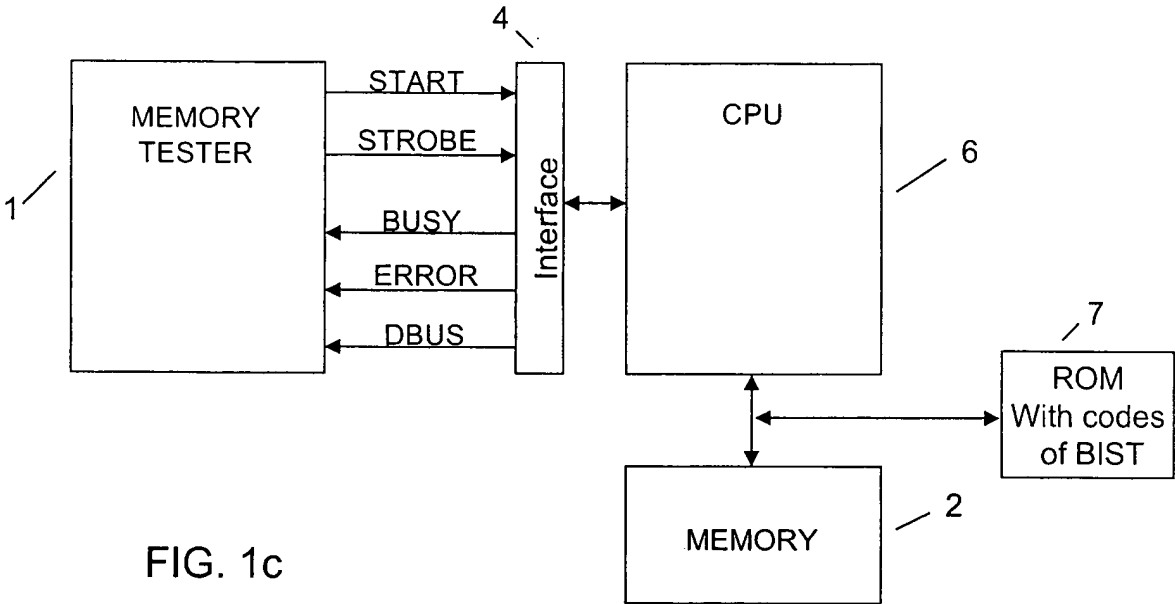 4
START
MEMORY
TESTER
STROBE
CPU
6
1
BUSY
Interface
ERROR
DBUS
7
ROM
With codes
of BIST
2
MEMORY
FIG. 1c